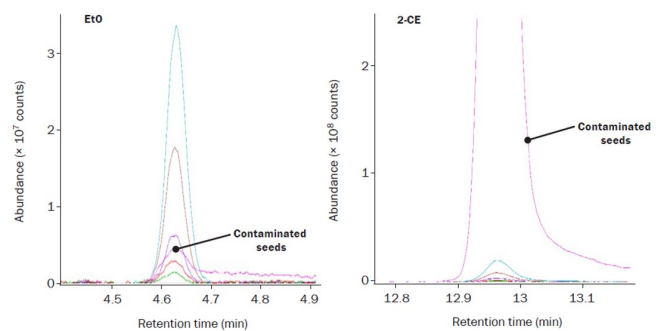 EtO
Abundance (× 10⁷ counts)
3
2
1
0
Contaminated
seeds
4.5 4.6 4.7 4.8 4.9
Retention time (min)
2-CE
Abundance (× 10⁸ counts)
2
1
0
Contaminated
seeds
12.8 12.9 13 13.1
Retention time (min)